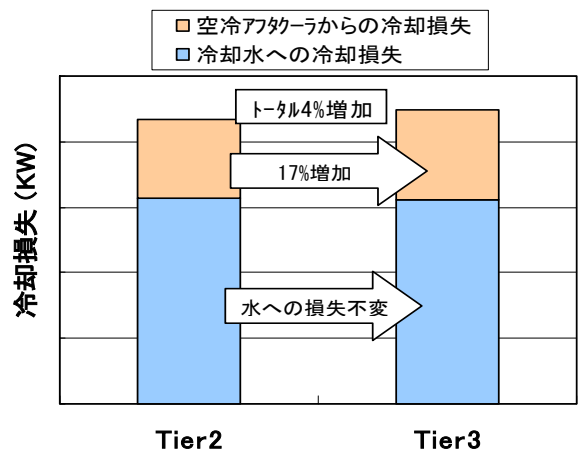 空冷ｱﾌﾀｸｰﾗからの冷却損失
冷却水への冷却損失
ﾄｰﾀﾙ4%増加
17%増加
水への損失不変
冷却損失（KW）
Tier2
Tier3